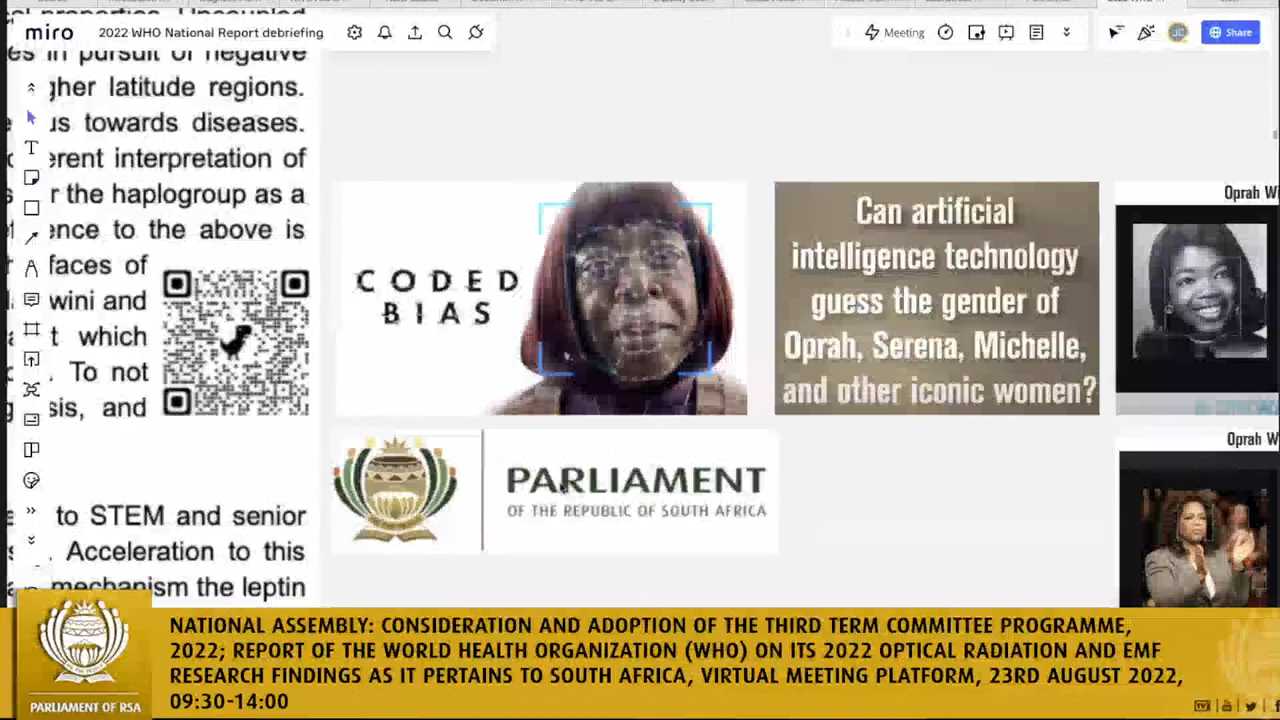 miro
2022 WHO National Report debriefing
Meeting
JC
Share
es in pursuit of negative
gher latitude regions.
us towards diseases.
erent interpretation of
r the haplogroup as a
ence to the above is
faces of
wini and
t which
. To not
sis, and
to STEM and senior
. Acceleration to this
mechanism the leptin
CODED
BIAS
Can artificial
intelligence technology
guess the gender of
Oprah, Serena, Michelle,
and other iconic women?
Oprah Wi
Oprah W
PARLIAMENT
OF THE REPUBLIC OF SOUTH AFRICA
NATIONAL ASSEMBLY: CONSIDERATION AND ADOPTION OF THE THIRD TERM COMMITTEE PROGRAMME,
2022; REPORT OF THE WORLD HEALTH ORGANIZATION (WHO) ON ITS 2022 OPTICAL RADIATION AND EMF
RESEARCH FINDINGS AS IT PERTAINS TO SOUTH AFRICA, VIRTUAL MEETING PLATFORM, 23RD AUGUST 2022,
09:30-14:00
PARLIAMENT OF RSA